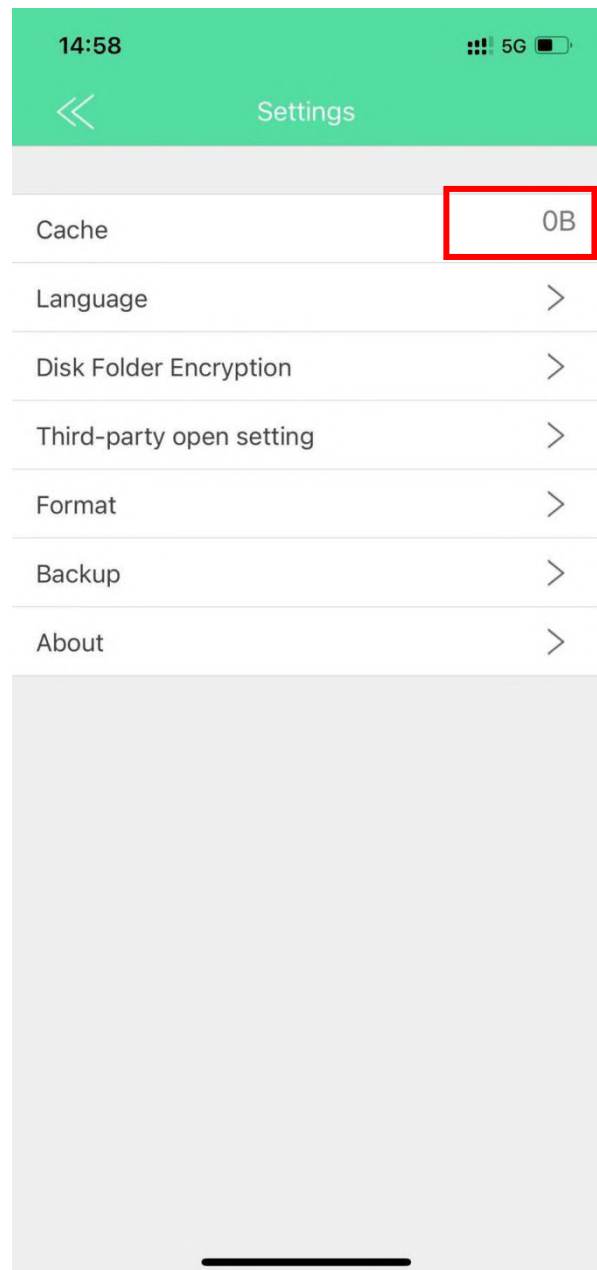 14:58 5G
Settings
Cache 0B
Language
Disk Folder Encryption
Third-party open setting
Format
Backup
About